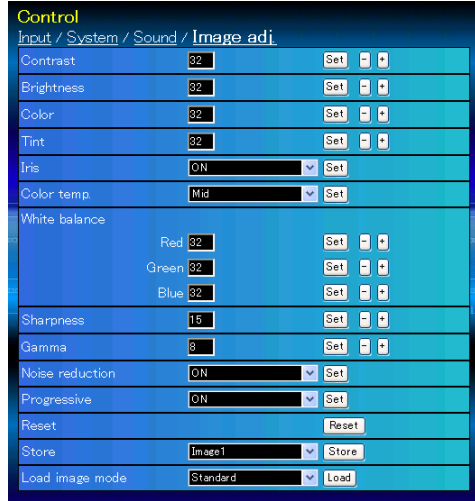 Control
Input / System / Sound / Image adj.
Contrast 32 Set - +
Brightness 32 Set - +
Color 32 Set - +
Tint 32 Set - +
Iris ON Set
Color temp. Mid Set
White balance
Red 32 Set - +
Green 32 Set - +
Blue 32 Set - +
Sharpness 15 Set - +
Gamma 8 Set - +
Noise reduction ON Set
Progressive ON Set
Reset Reset
Store Image1 Store
Load image mode Standard Load